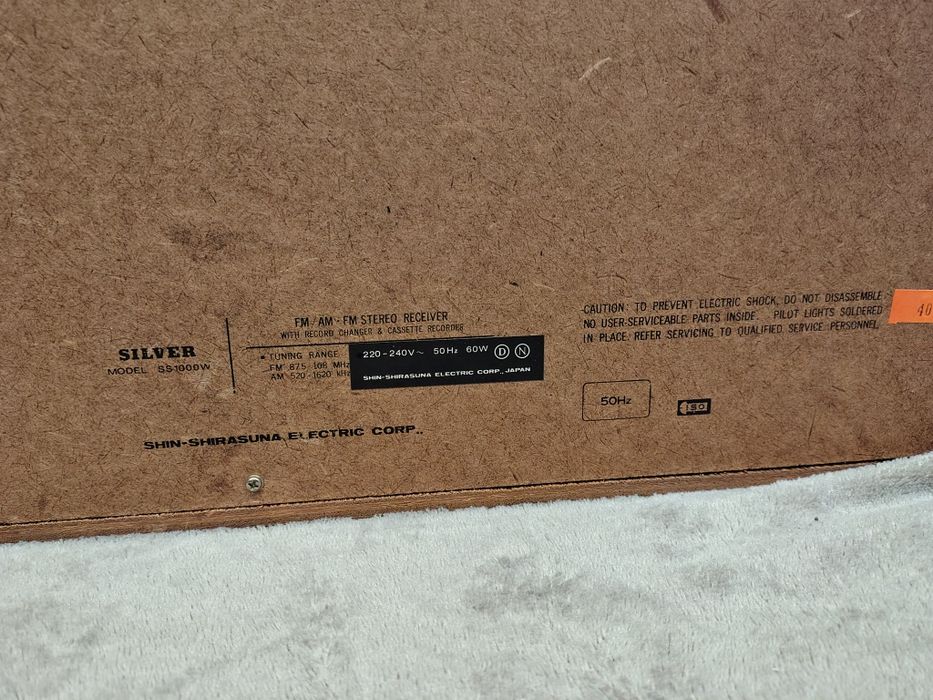 SILVER
MODEL SS1000W
FM/AM-FM STEREO RECEIVER
WITH RECORD CHANGER & CASSETTE RECORDER
• TUNING RANGE
FM 87.5 108 MHz
AM 520-1620 kHz
220-240V~ 50Hz 60W D N
SHIN-SHIRASUNA ELECTRIC CORP., JAPAN
SHIN-SHIRASUNA ELECTRIC CORP.,
CAUTION: TO PREVENT ELECTRIC SHOCK, DO NOT DISASSEMBLE.
NO USER-SERVICEABLE PARTS INSIDE. PILOT LIGHTS SOLDERED
IN PLACE. REFER SERVICING TO QUALIFIED SERVICE PERSONNEL.
50Hz
40